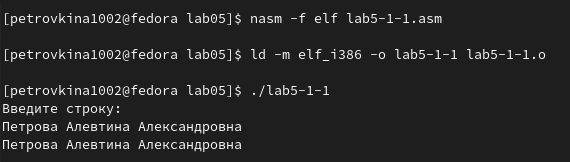 [petrovkina1002@fedora lab05]$ nasm -f elf lab5-1-1.asm
[petrovkina1002@fedora lab05]$ ld -m elf_i386 -o lab5-1-1 lab5-1-1.o
[petrovkina1002@fedora lab05]$ ./lab5-1-1
Введите строку:
Петрова Алевтина Александровна
Петрова Алевтина Александровна